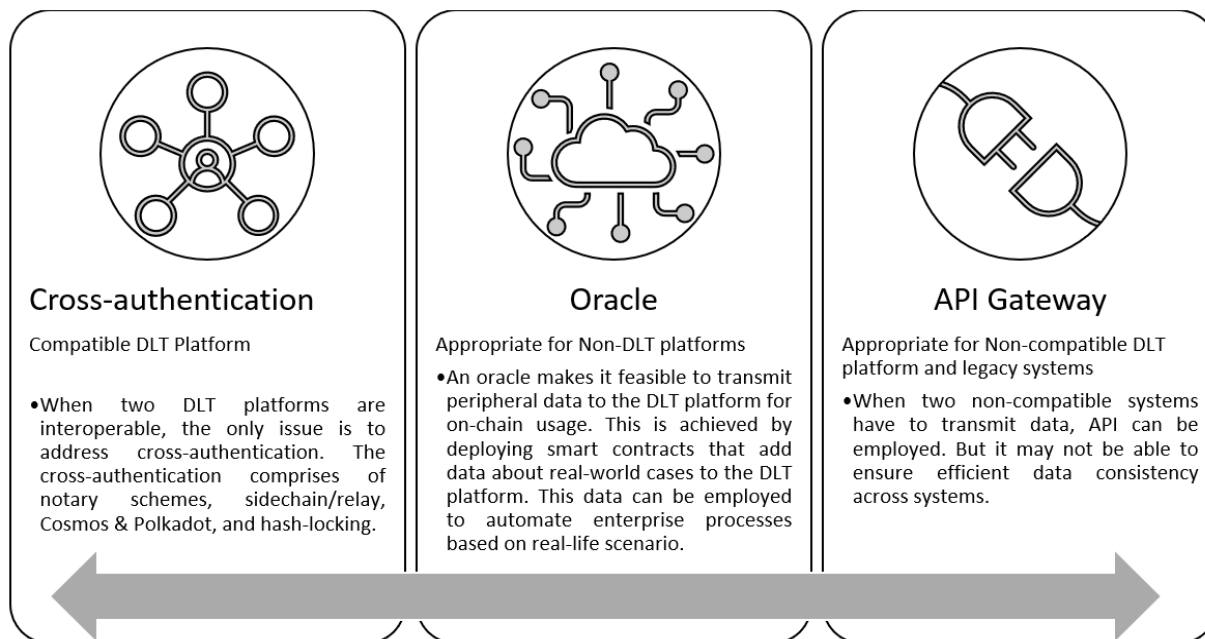 Cross-authentication
Compatible DLT Platform
•When two DLT platforms are
interoperable, the only issue is to
address cross-authentication. The
cross-authentication comprises of
notary schemes, sidechain/relay,
Cosmos & Polkadot, and hash-locking.
Oracle
Appropriate for Non-DLT platforms
•An oracle makes it feasible to transmit
peripheral data to the DLT platform for
on-chain usage. This is achieved by
deploying smart contracts that add
data about real-world cases to the DLT
platform. This data can be employed
to automate enterprise processes
based on real-life scenario.
API Gateway
Appropriate for Non-compatible DLT
platform and legacy systems
•When two non-compatible systems
have to transmit data, API can be
employed. But it may not be able to
ensure efficient data consistency
across systems.